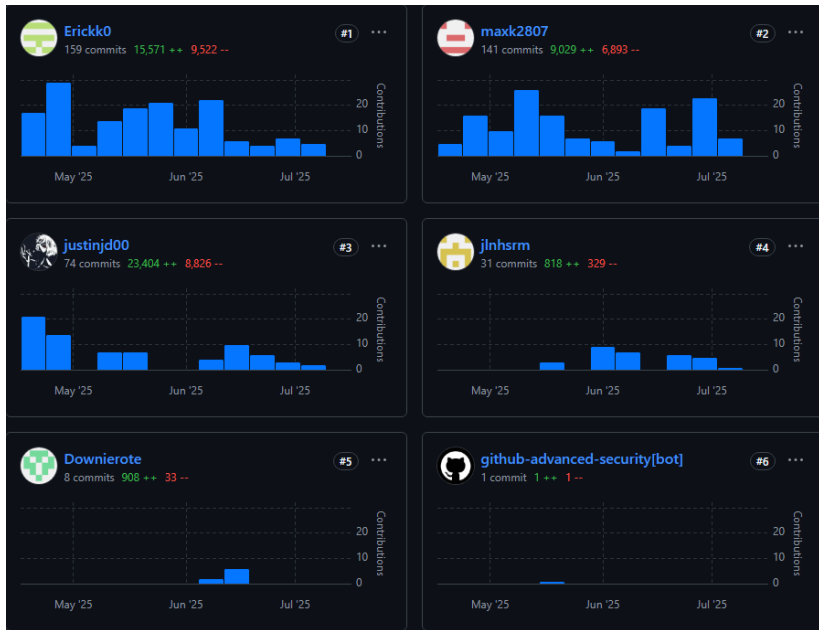 Erickk0 #1 ...
159 commits 15,571 ++ 9,522 --
20
10
0
Contributions
May '25 Jun '25 Jul '25
maxk2807 #2 ...
141 commits 9,029 ++ 6,893 --
20
10
0
Contributions
May '25 Jun '25 Jul '25
justinjd00 #3 ...
74 commits 23,404 ++ 8,826 --
20
10
0
Contributions
May '25 Jun '25 Jul '25
jlnhsrm #4 ...
31 commits 818 ++ 329 --
20
10
0
Contributions
May '25 Jun '25 Jul '25
Downierote #5 ...
8 commits 908 ++ 33 --
20
10
0
Contributions
May '25 Jun '25 Jul '25
github-advanced-security[bot] #6 ...
1 commit 1 ++ 1 --
20
10
0
Contributions
May '25 Jun '25 Jul '25